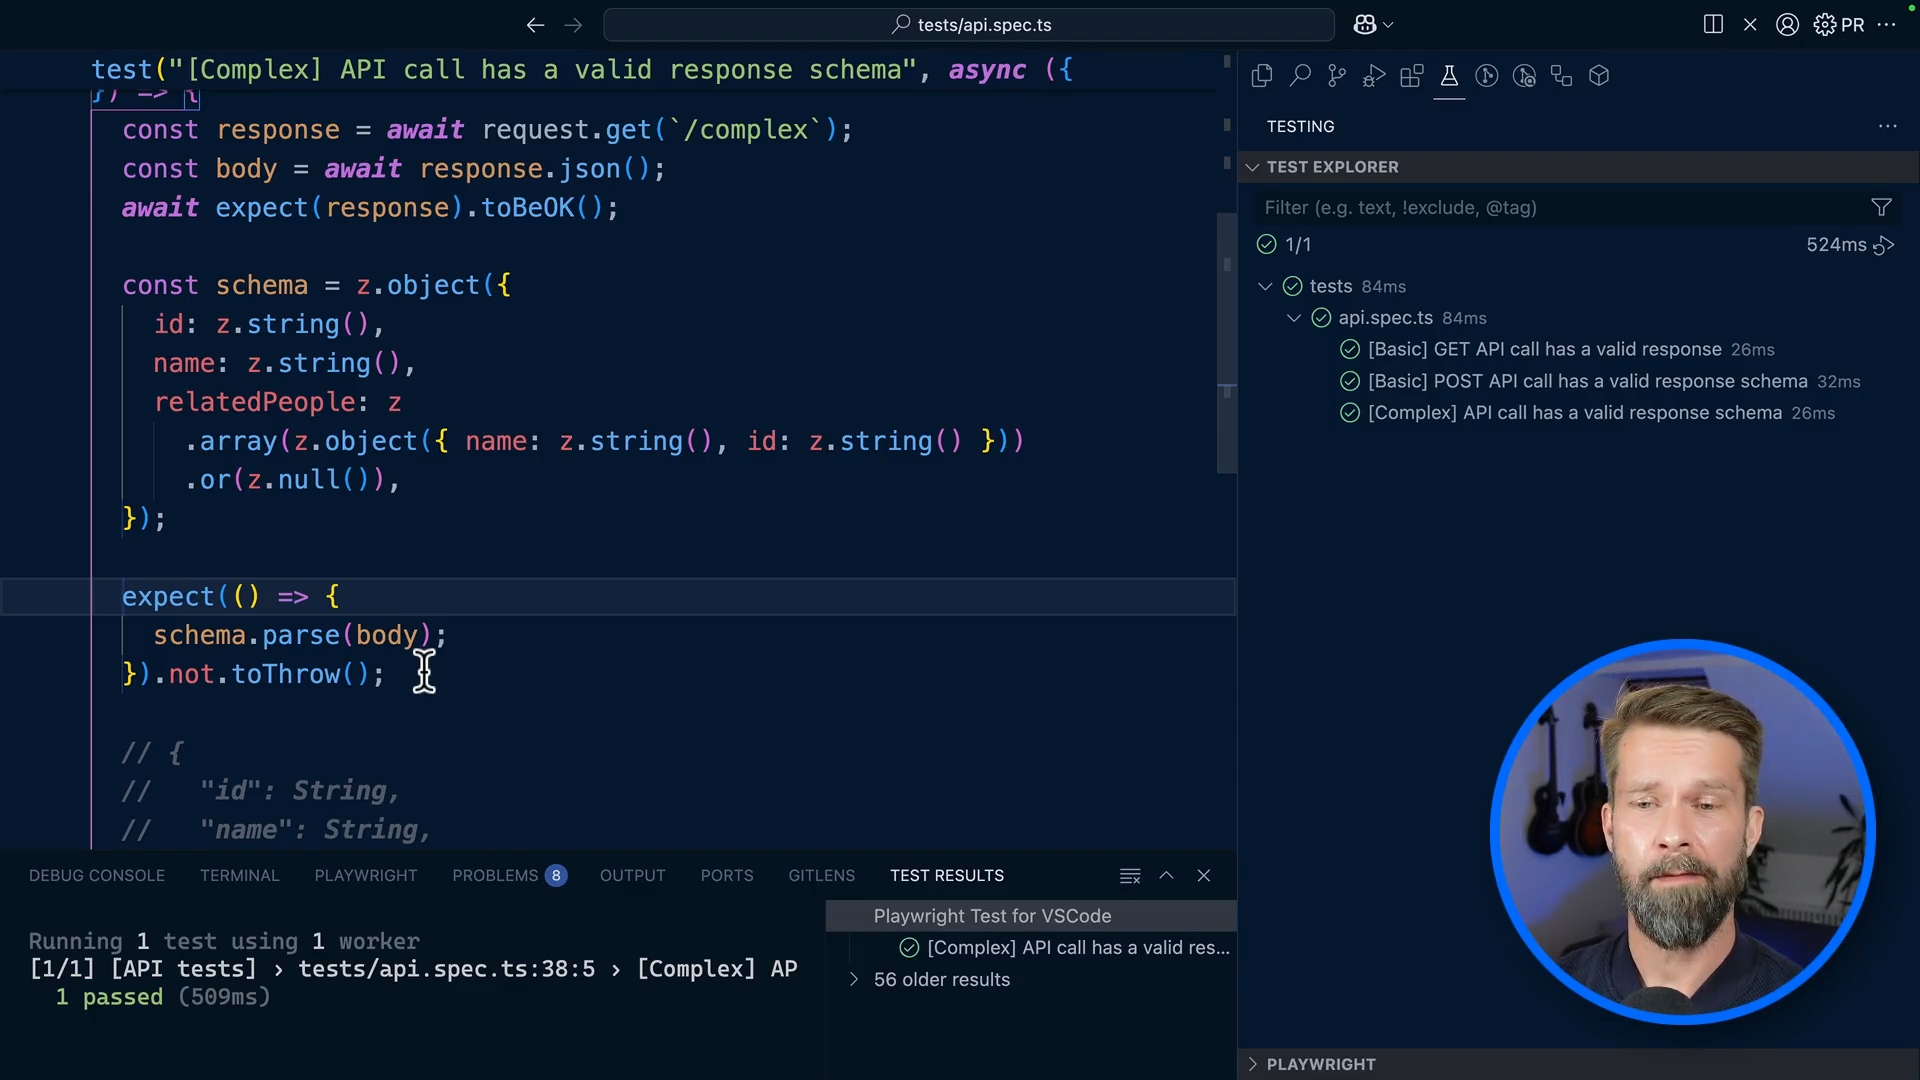 tests/api.spec.ts
PR
test("[Complex] API call has a valid response schema", async ({
}) => {
const response = await request.get(`/complex`);
const body = await response.json();
await expect(response).toBeOK();
const schema = z.object({
id: z.string(),
name: z.string(),
relatedPeople: z
.array(z.object({ name: z.string(), id: z.string() }))
.or(z.null()),
});
expect(() => {
schema.parse(body);
}).not.toThrow();
// {
//   "id": String,
//   "name": String,
DEBUG CONSOLE TERMINAL PLAYWRIGHT PROBLEMS 8 OUTPUT PORTS GITLENS TEST RESULTS
Running 1 test using 1 worker
[1/1] [API tests] › tests/api.spec.ts:38:5 › [Complex] AP
1 passed (509ms)
Playwright Test for VSCode
[Complex] API call has a valid res...
56 older results
TESTING
TEST EXPLORER
Filter (e.g. text, !exclude, @tag)
1/1 524ms
tests 84ms
api.spec.ts 84ms
[Basic] GET API call has a valid response 26ms
[Basic] POST API call has a valid response schema 32ms
[Complex] API call has a valid response schema 26ms
PLAYWRIGHT